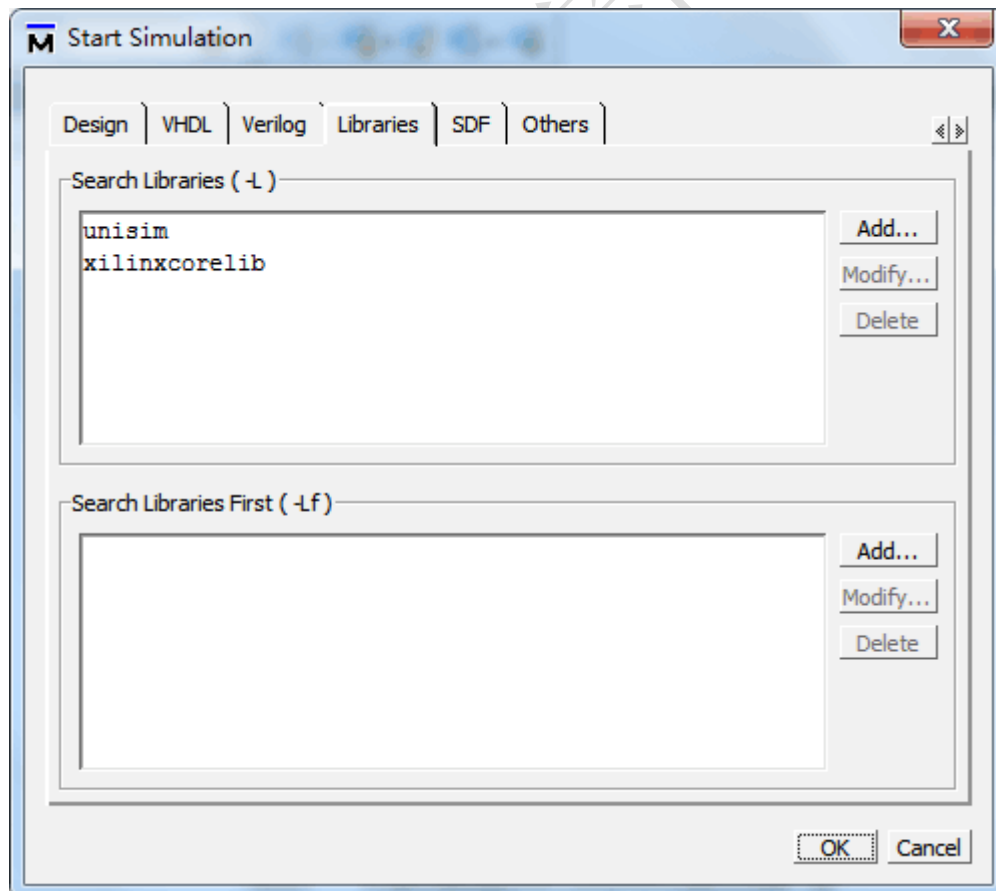 M Start Simulation
Design VHDL Verilog Libraries SDF Others
Search Libraries ( -L )
unisim
xilinxcorelib
Add...
Modify...
Delete
Search Libraries First ( -Lf )
Add...
Modify...
Delete
OK Cancel